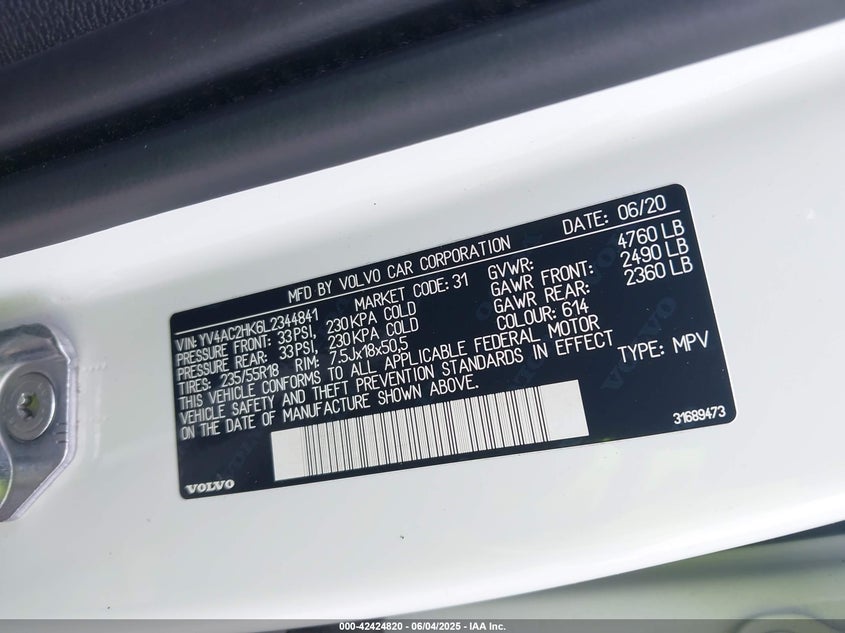 MFD BY VOLVO CAR CORPORATION DATE: 06/20
VIN: YV4AC2HK6L2344841 MARKET CODE: 31 GVWR: 4760 LB
PRESSURE FRONT: 33PSI, 230KPA COLD GAWR FRONT: 2490 LB
PRESSURE REAR: 33PSI, 230KPA COLD GAWR REAR: 2360 LB
TIRES: 235/55R18 RIM: 7.5Jx18x50,5 COLOUR: 614
THIS VEHICLE CONFORMS TO ALL APPLICABLE FEDERAL MOTOR
VEHICLE SAFETY AND THEFT PREVENTION STANDARDS IN EFFECT
ON THE DATE OF MANUFACTURE SHOWN ABOVE. TYPE: MPV
31689473
VOLVO
000-42424820 - 06/04/2025 - IAA Inc.